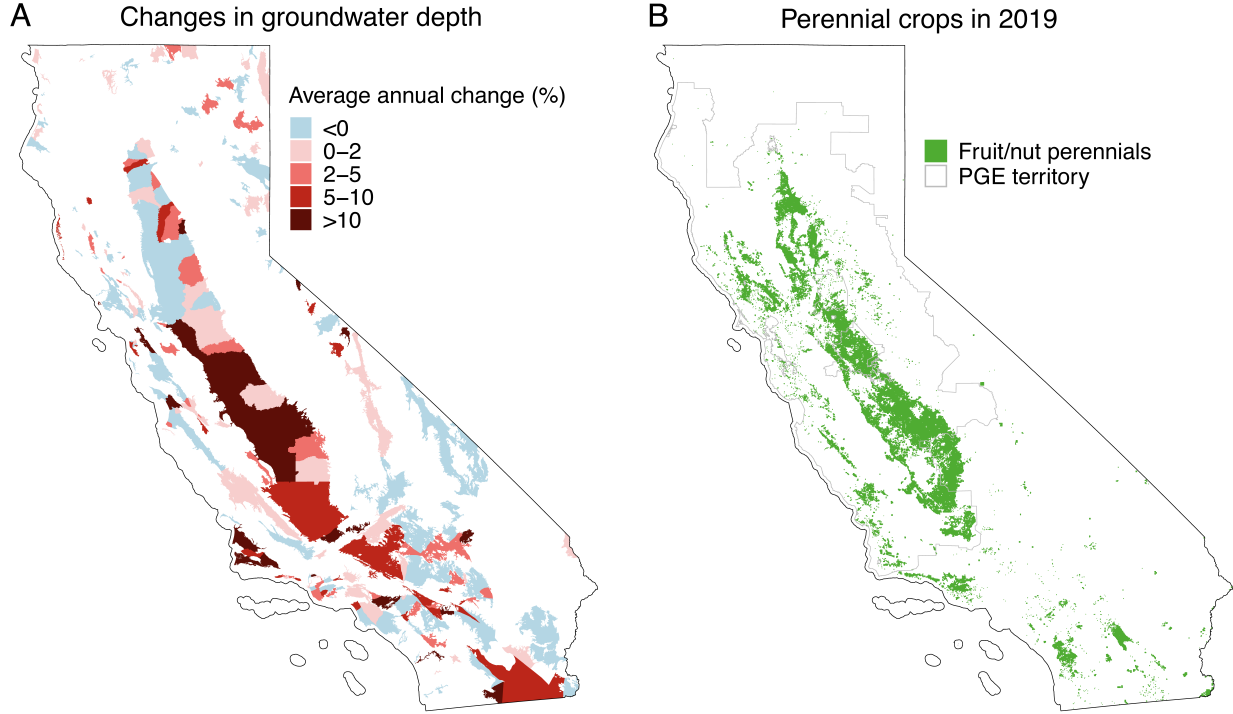 A
Changes in groundwater depth
Average annual change (%)
<0
0−2
2−5
5−10
>10
B
Perennial crops in 2019
Fruit/nut perennials
PGE territory